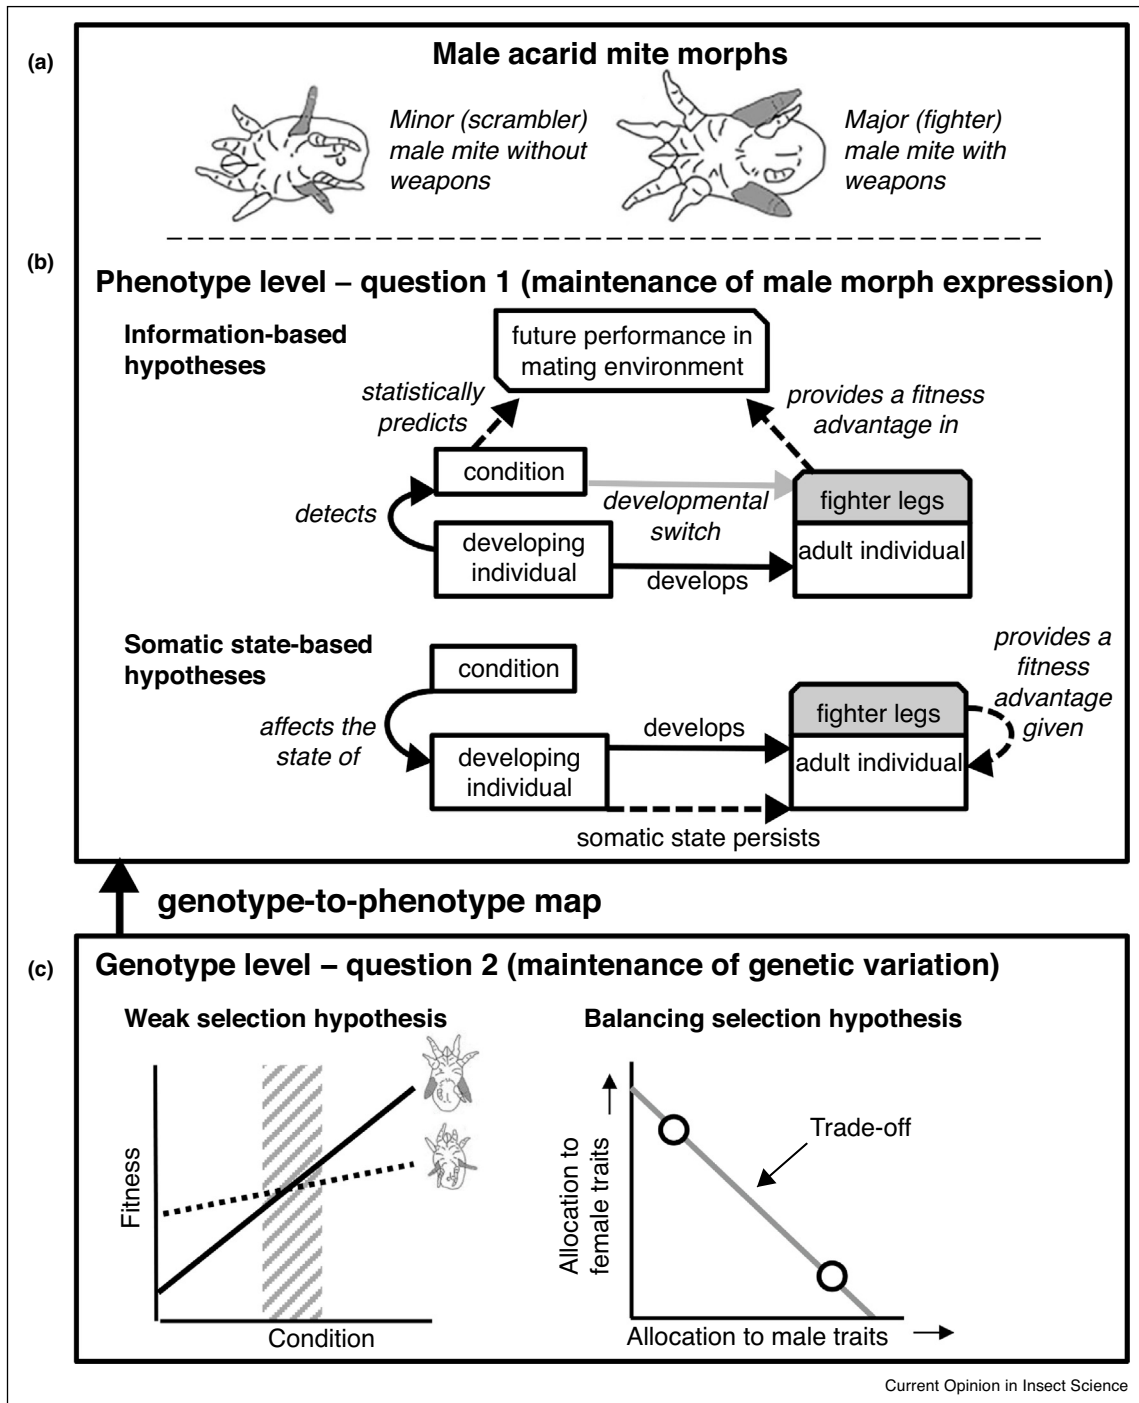 (a)
Male acarid mite morphs
Minor (scrambler)
male mite without
weapons
Major (fighter)
male mite with
weapons
(b)
Phenotype level – question 1 (maintenance of male morph expression)
Information-based
hypotheses
future performance in
mating environment
statistically
predicts
provides a fitness
advantage in
condition
detects
developmental
switch
fighter legs
developing
individual
develops
adult individual
Somatic state-based
hypotheses
condition
affects the
state of
developing
individual
develops
somatic state persists
fighter legs
adult individual
provides a
fitness
advantage
given
genotype-to-phenotype map
(c)
Genotype level – question 2 (maintenance of genetic variation)
Weak selection hypothesis
Fitness
Condition
Balancing selection hypothesis
Allocation to
female traits
Trade-off
Allocation to male traits
Current Opinion in Insect Science